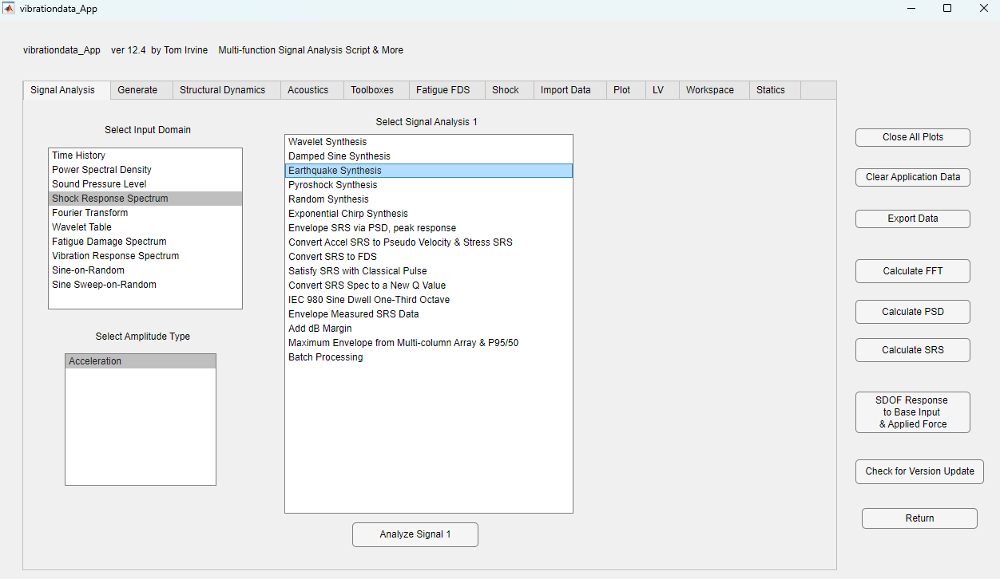 vibrationdata_App
vibrationdata_App ver 12.4 by Tom Irvine Multi-function Signal Analysis Script & More
Signal Analysis Generate Structural Dynamics Acoustics Toolboxes Fatigue FDS Shock Import Data Plot LV Workspace Statics
Select Input Domain
Time History
Power Spectral Density
Sound Pressure Level
Shock Response Spectrum
Fourier Transform
Wavelet Table
Fatigue Damage Spectrum
Vibration Response Spectrum
Sine-on-Random
Sine Sweep-on-Random
Select Amplitude Type
Acceleration
Select Signal Analysis 1
Wavelet Synthesis
Damped Sine Synthesis
Earthquake Synthesis
Pyroshock Synthesis
Random Synthesis
Exponential Chirp Synthesis
Envelope SRS via PSD, peak response
Convert Accel SRS to Pseudo Velocity & Stress SRS
Convert SRS to FDS
Satisfy SRS with Classical Pulse
Convert SRS Spec to a New Q Value
IEC 980 Sine Dwell One-Third Octave
Envelope Measured SRS Data
Add dB Margin
Maximum Envelope from Multi-column Array & P95/50
Batch Processing
Analyze Signal 1
Close All Plots
Clear Application Data
Export Data
Calculate FFT
Calculate PSD
Calculate SRS
SDOF Response
to Base Input
& Applied Force
Check for Version Update
Return